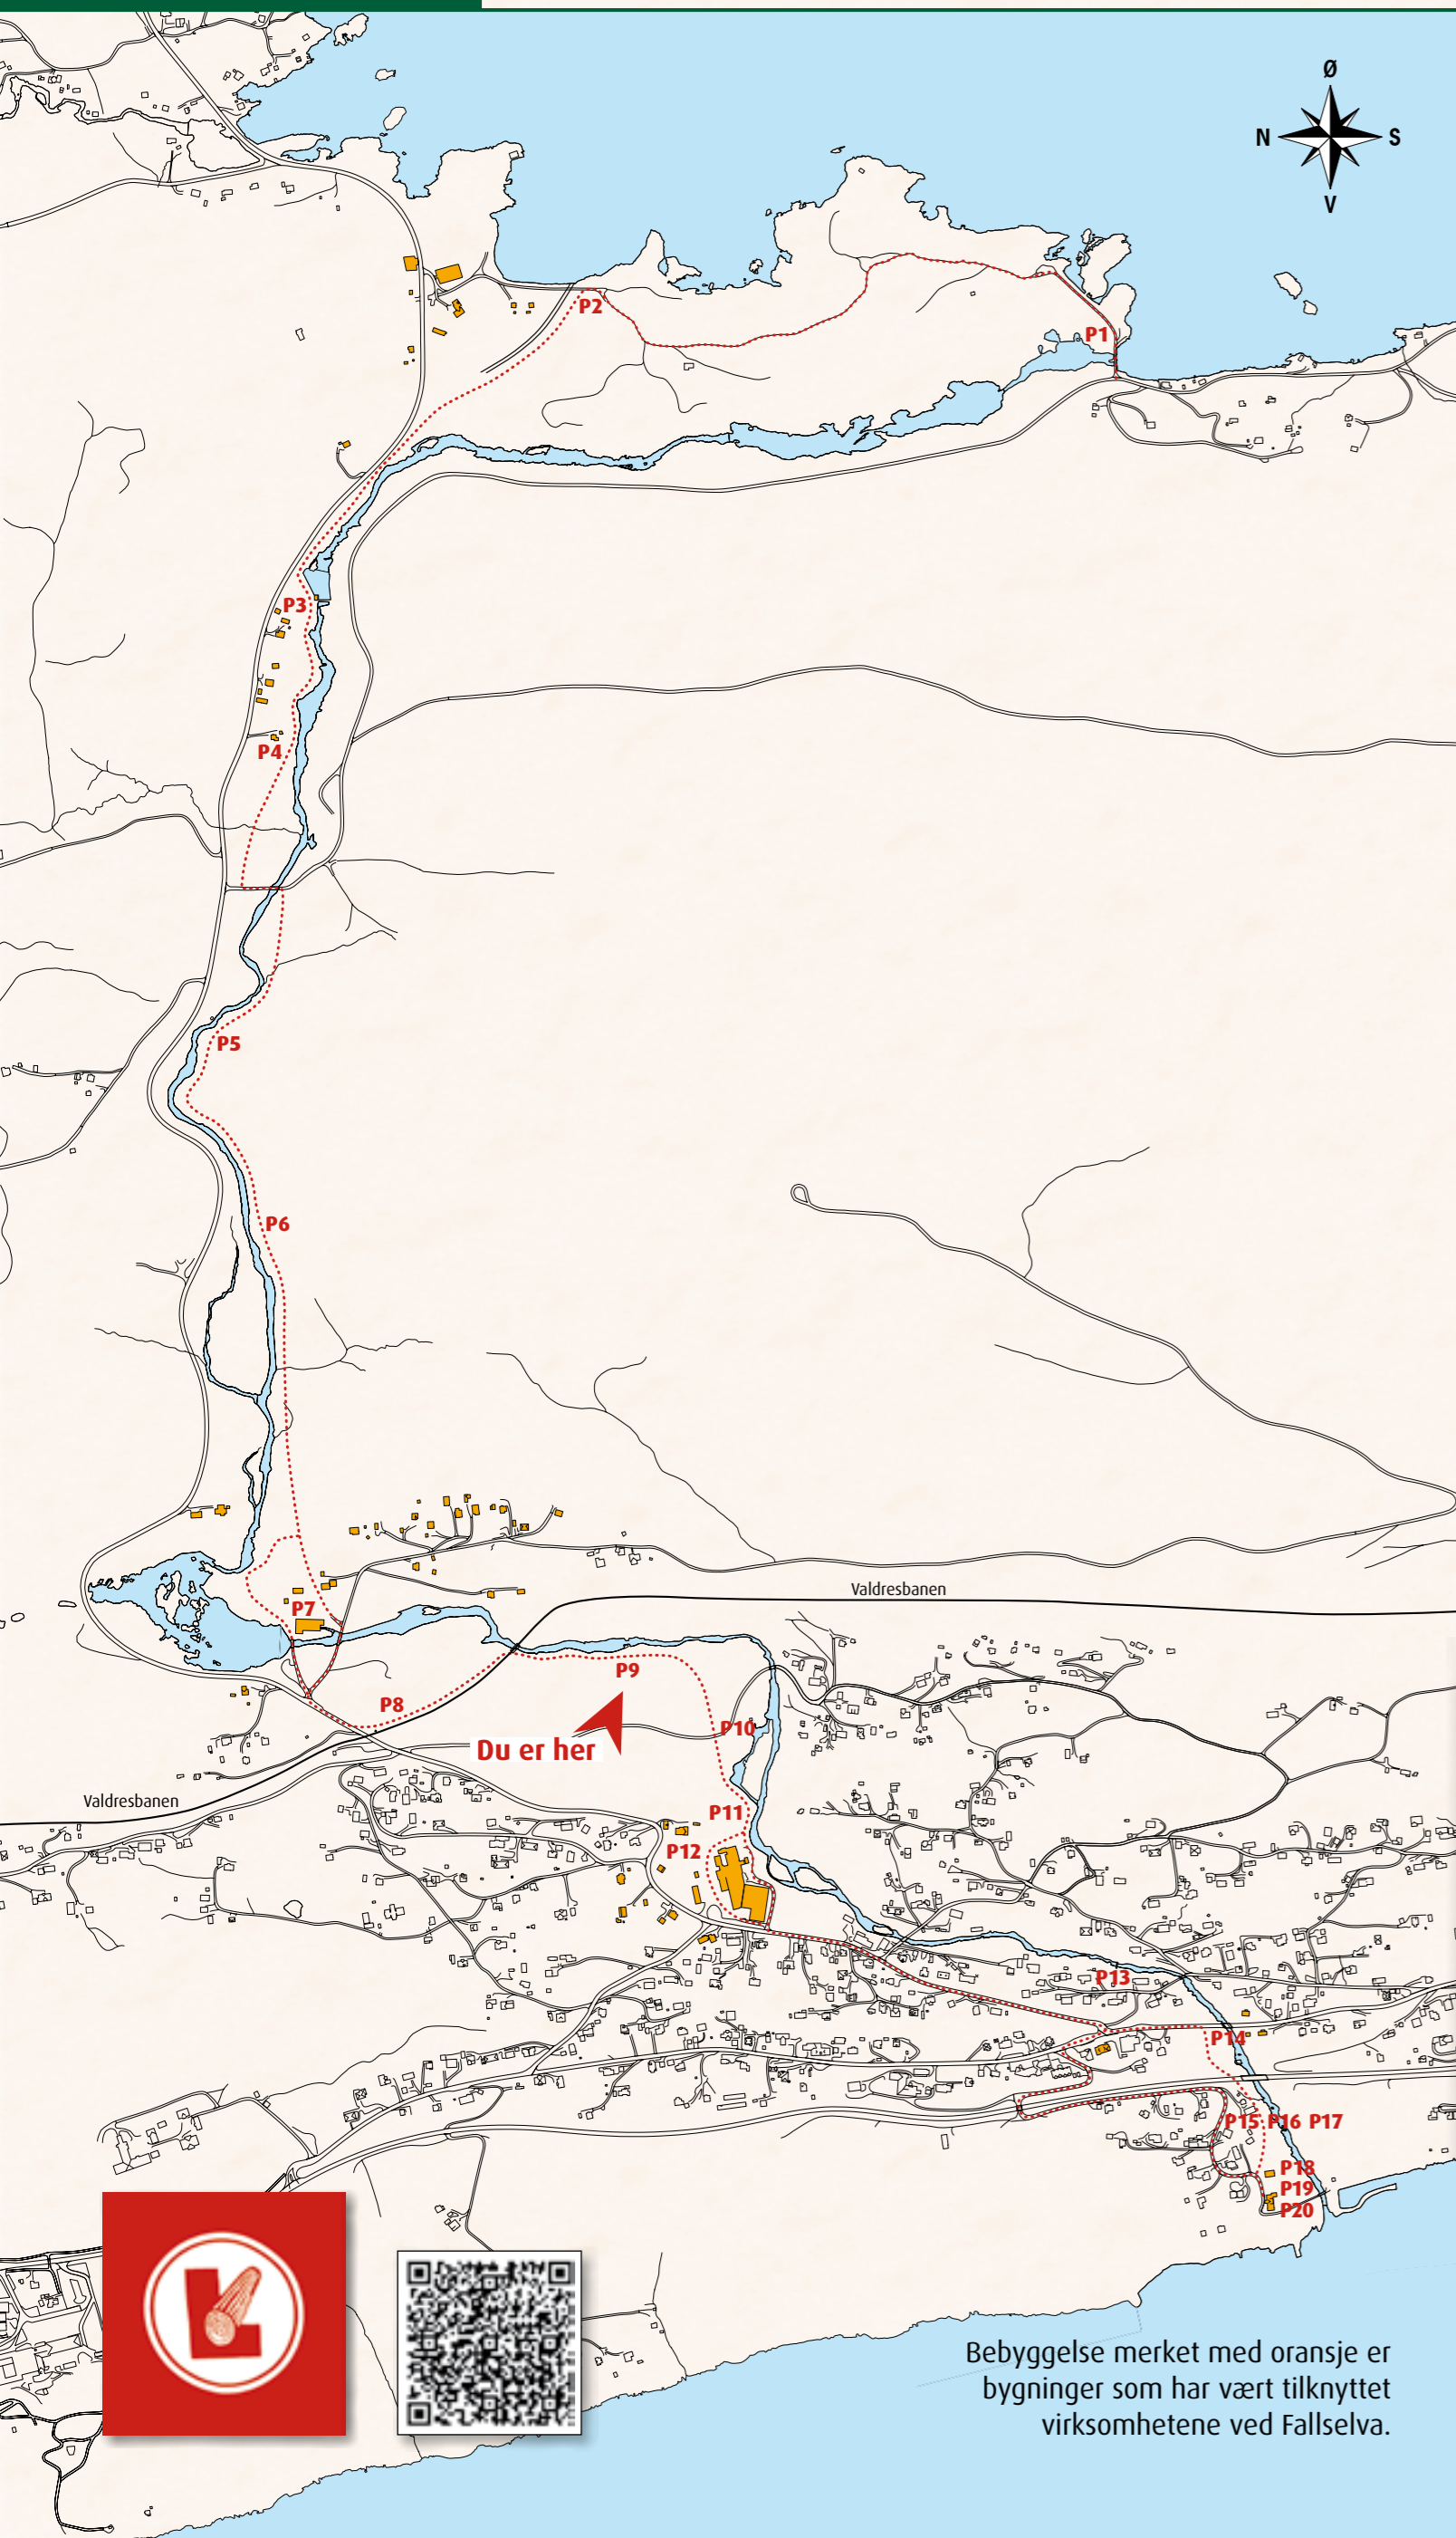 Ø
N
S
V
P2
P1
P3
P4
P5
P6
Valdresbanen
P7
P9
P8
P10
Du er her
Valdresbanen
P11
P12
P13
P14
P15 P16 P17
P18
P19
P20
L
Bebyggelse merket med oransje er
bygninger som har vært tilknyttet
virksomhetene ved Fallselva.